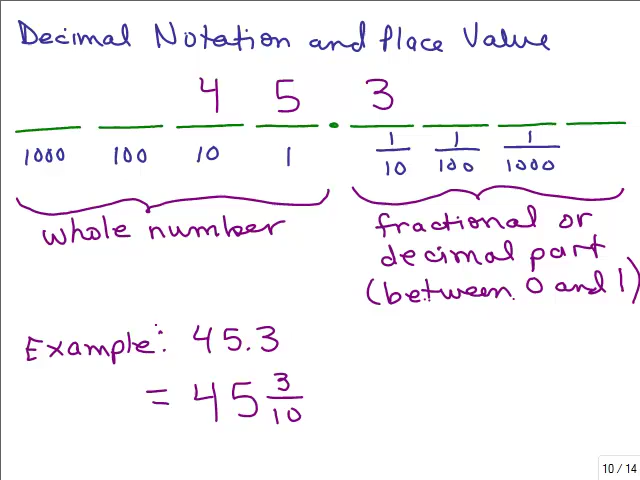 Decimal Notation and Place Value
4 5 3
1000 100 10 1 . 1/10 1/100 1/1000
whole number
fractional or
decimal part
(between 0 and 1)
Example: 45.3
= 45 3/10
10 / 14